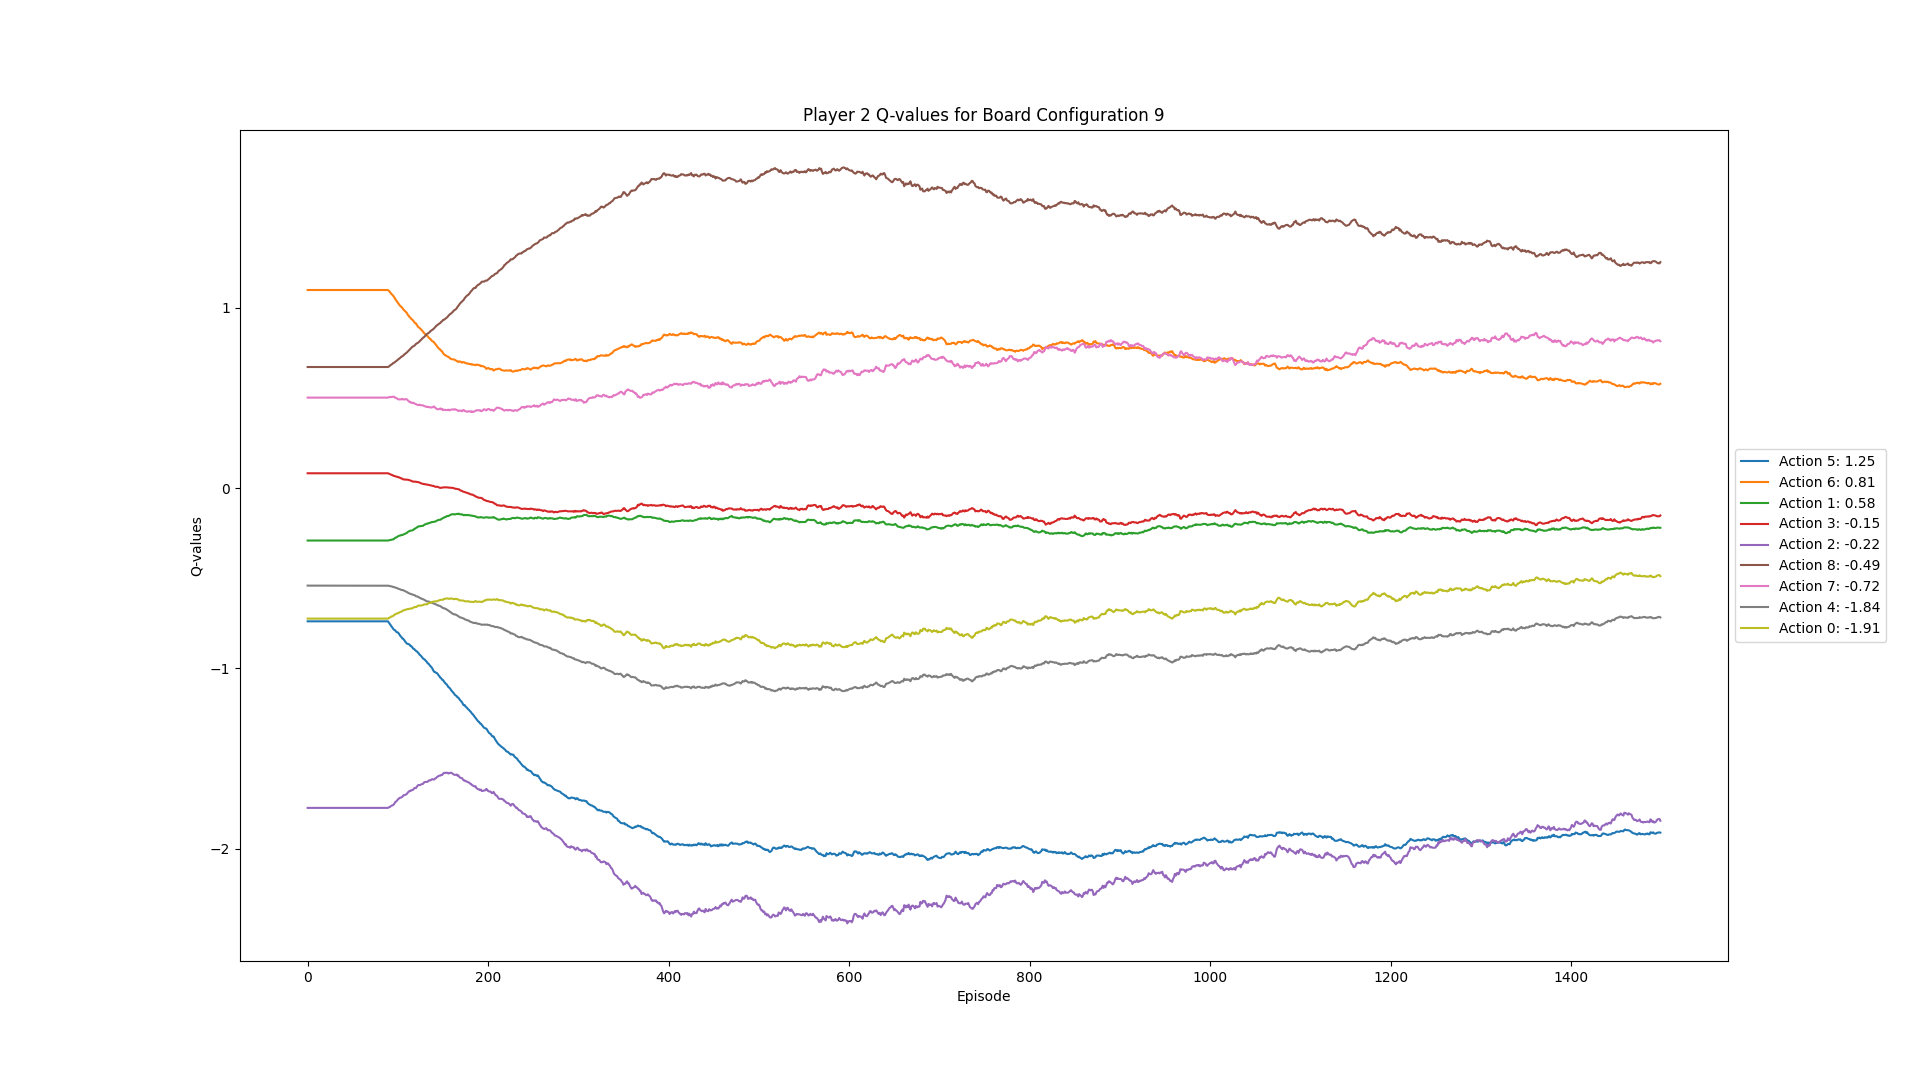 Player 2 Q-values for Board Configuration 9
1
0
−1
−2
Q-values
0 200 400 600 800 1000 1200 1400
Episode
Action 5: 1.25
Action 6: 0.81
Action 1: 0.58
Action 3: -0.15
Action 2: -0.22
Action 8: -0.49
Action 7: -0.72
Action 4: -1.84
Action 0: -1.91